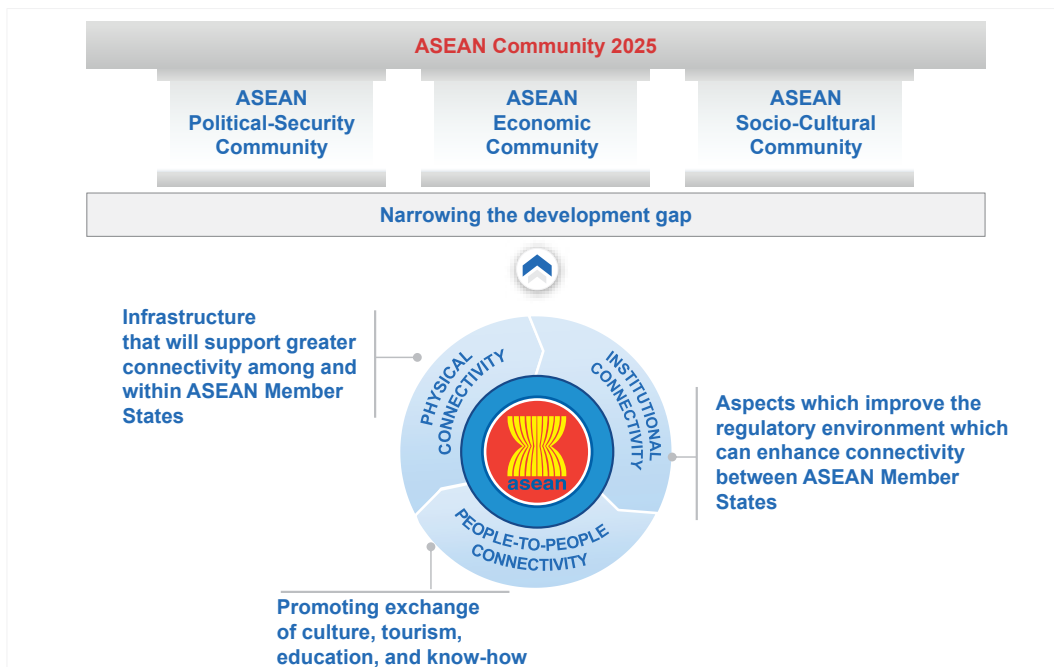 ASEAN Community 2025
ASEAN
Political-Security
Community
ASEAN
Economic
Community
ASEAN
Socio-Cultural
Community
Narrowing the development gap
Infrastructure
that will support greater
connectivity among and
within ASEAN Member
States
PHYSICAL
CONNECTIVITY
INSTITUTIONAL
CONNECTIVITY
asean
Aspects which improve the
regulatory environment which
can enhance connectivity
between ASEAN Member
States
PEOPLE-TO-PEOPLE
CONNECTIVITY
Promoting exchange
of culture, tourism,
education, and know-how